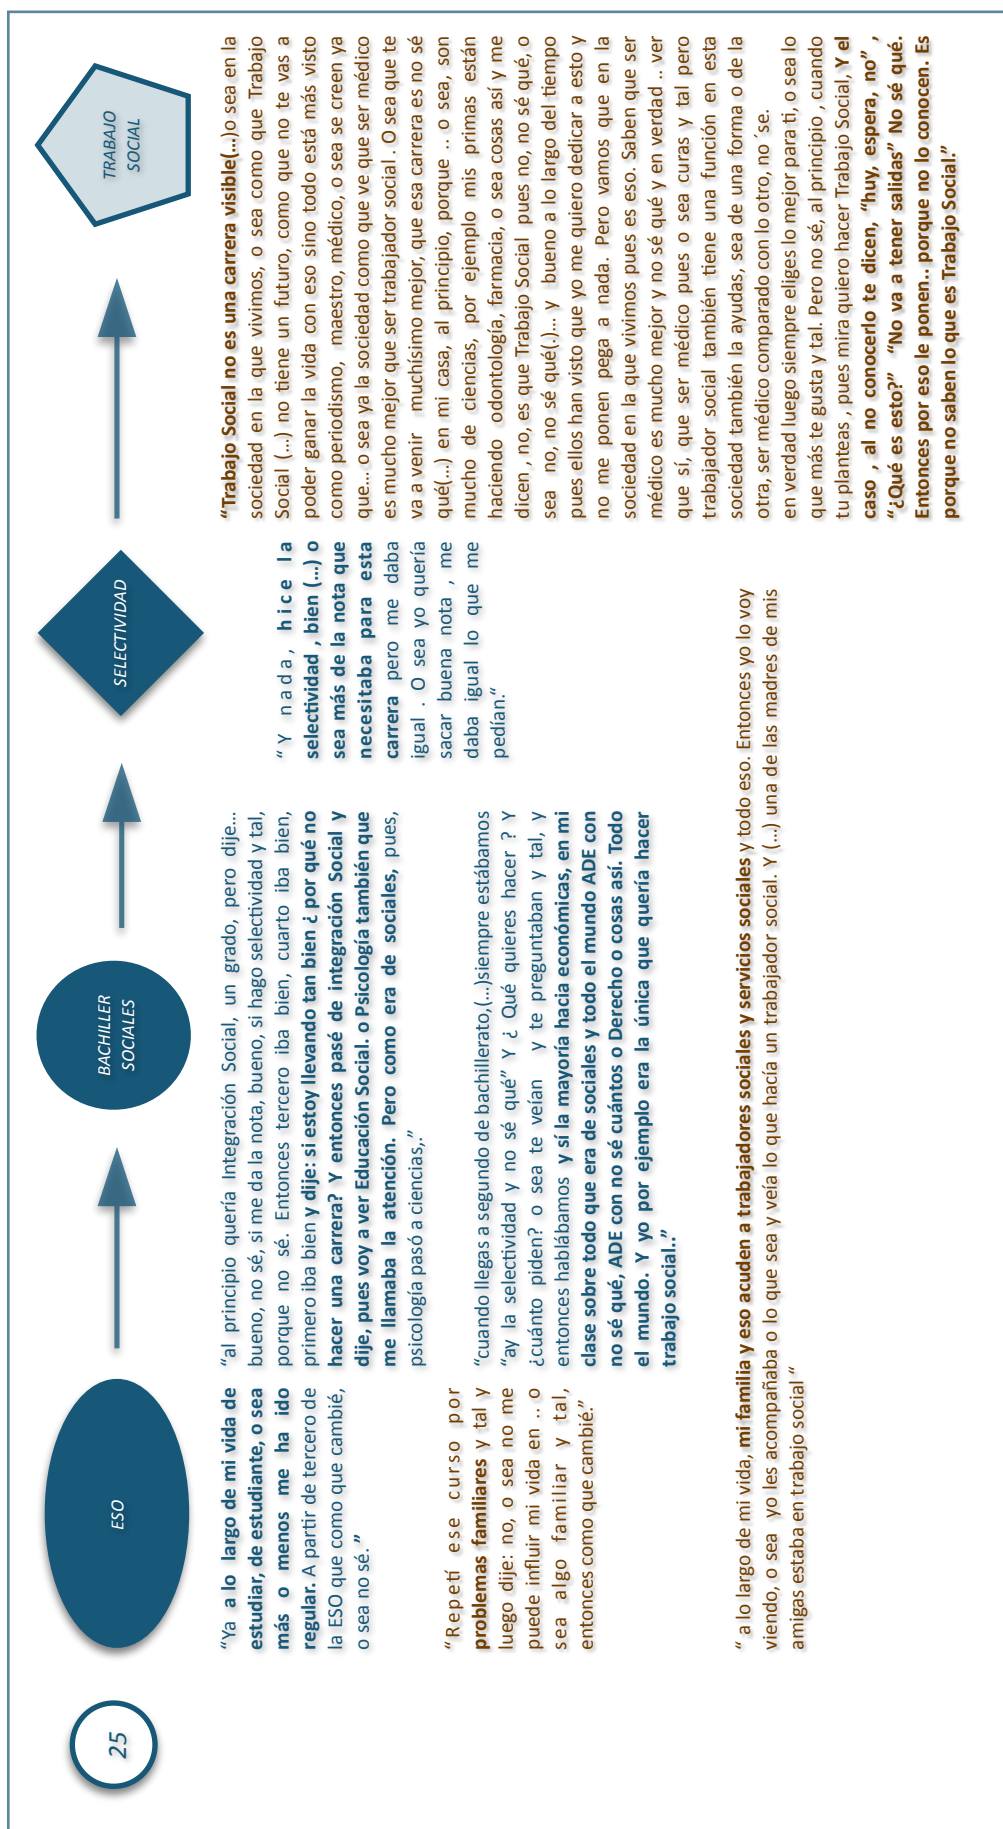 25
ESO
BACHILLER
SOCIALES
SELECTIVIDAD
TRABAJO
SOCIAL
“Ya a lo largo de mi vida de
estudiar, de estudiante, o sea
más o menos me ha ido
regular. A partir de tercero de
la ESO que como que cambié,
o sea no sé.”
“Repetí ese curso por
problemas familiares y tal y
luego dije: no, o sea no me
puede influir mi vida en .. o
sea algo familiar y tal,
entonces como que cambié.”
“al principio quería Integración Social, un grado, pero dije...
bueno, no sé, si me da la nota, bueno, si hago selectividad y tal,
porque no sé. Entonces tercero iba bien, cuarto iba bien,
primero iba bien y dije: si estoy llevando tan bien ¿ por qué no
hacer una carrera? Y entonces pasé de integración Social y
dije, pues voy a ver Educación Social. o Psicología también que
me llamaba la atención. Pero como era de sociales, pues,
psicología pasó a ciencias,.”
“cuando llegas a segundo de bachillerato,(...)siempre estábamos
“ay la selectividad y no sé qué” Y ¿ Qué quieres hacer ? Y
¿cuánto piden? o sea te veían y te preguntaban y tal, y
entonces hablábamos y sí la mayoría hacia económicas, en mi
clase sobre todo que era de sociales y todo el mundo ADE con
no sé qué, ADE con no sé cuántos o Derecho o cosas así. Todo
el mundo. Y yo por ejemplo era la única que quería hacer
trabajo social..”
“Y nada, hice la
selectividad , bien (...) o
sea más de la nota que
necesitaba para esta
carrera pero me daba
igual . O sea yo quería
sacar buena nota , me
daba igual lo que me
pedían.“
“Trabajo Social no es una carrera visible(...)o sea en la
sociedad en la que vivimos, o sea como que Trabajo
Social (...) no tiene un futuro, como que no te vas a
poder ganar la vida con eso sino todo está más visto
como periodismo, maestro, médico, o sea se creen ya
que... o sea ya la sociedad como que ve que ser médico
es mucho mejor que ser trabajador social . O sea que te
va a venir muchísimo mejor, que esa carrera es no sé
qué(...) en mi casa, al principio, porque .. o sea, son
mucho de ciencias, por ejemplo mis primas están
haciendo odontología, farmacia, o sea cosas así y me
dicen , no, es que Trabajo Social pues no, no sé qué, o
sea no, no sé qué(.)... y bueno a lo largo del tiempo
pues ellos han visto que yo me quiero dedicar a esto y
no me ponen pega a nada. Pero vamos que en la
sociedad en la que vivimos pues es eso. Saben que ser
médico es mucho mejor y no sé qué y en verdad .. ver
que sí, que ser médico pues o sea curas y tal pero
trabajador social también tiene una función en esta
sociedad también la ayudas, sea de una forma o de la
otra, ser médico comparado con lo otro, no ´se.
en verdad luego siempre eliges lo mejor para ti, o sea lo
que más te gusta y tal. Pero no sé, al principio , cuando
tu planteas , pues mira quiero hacer Trabajo Social, Y el
caso , al no conocerlo te dicen, “huy, espera, no” ,
“¿Qué es esto?” “No va a tener salidas” No sé qué.
Entonces por eso le ponen.. porque no lo conocen. Es
porque no saben lo que es Trabajo Social.”
“ a lo largo de mi vida, mi familia y eso acuden a trabajadores sociales y servicios sociales y todo eso. Entonces yo lo voy
viendo, o sea yo les acompañaba o lo que sea y veía lo que hacía un trabajador social. Y (...) una de las madres de mis
amigas estaba en trabajo social “